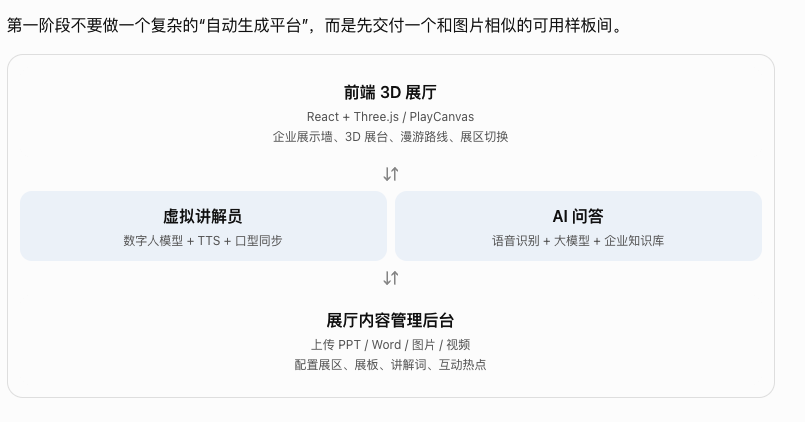 第一阶段不要做一个复杂的“自动生成平台”，而是先交付一个和图片相似的可用样板间。
前端 3D 展厅
React + Three.js / PlayCanvas
企业展示墙、3D 展台、漫游路线、展区切换
虚拟讲解员
数字人模型 + TTS + 口型同步
AI 问答
语音识别 + 大模型 + 企业知识库
展厅内容管理后台
上传 PPT / Word / 图片 / 视频
配置展区、展板、讲解词、互动热点